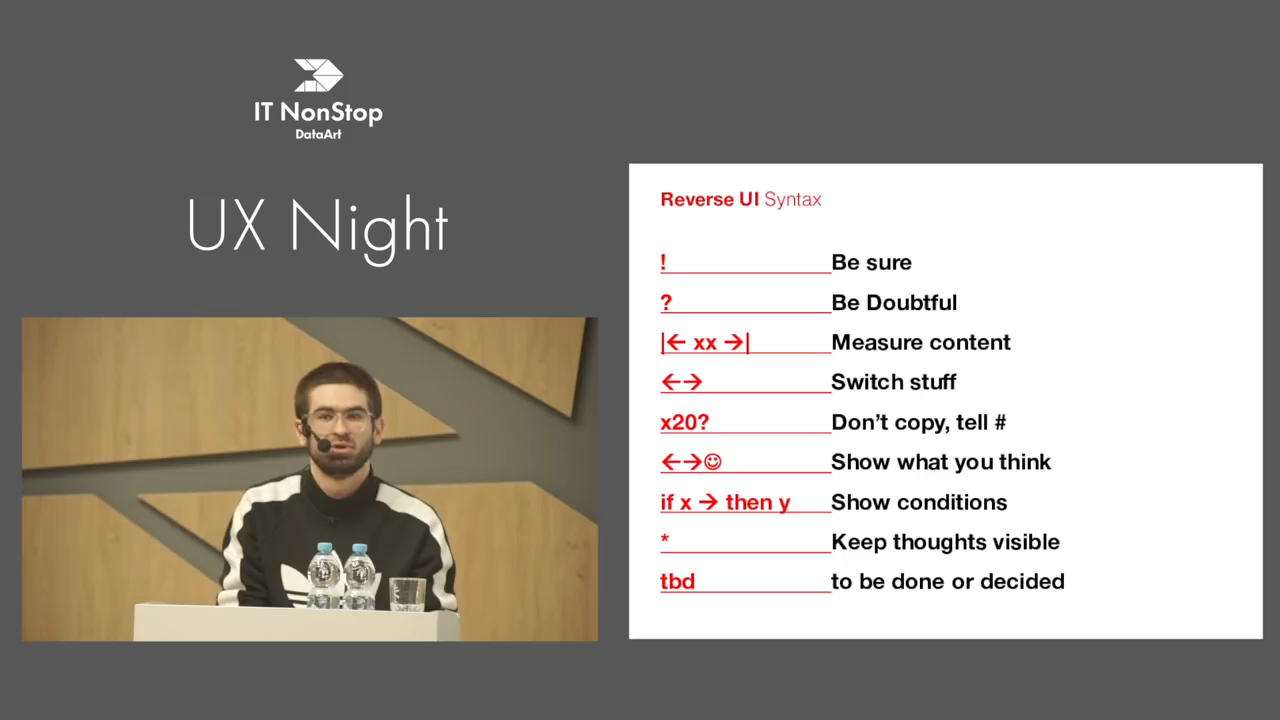 IT NonStop
DataArt
UX Night
Reverse UI Syntax
! Be sure
? Be Doubtful
|← xx →| Measure content
←→ Switch stuff
x20? Don’t copy, tell #
←→☺ Show what you think
if x → then y Show conditions
* Keep thoughts visible
tbd to be done or decided